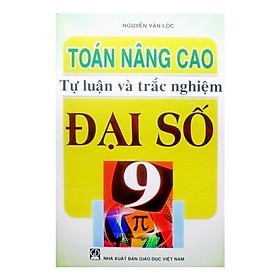 NGUYỄN VĂN LỘC
TOÁN NÂNG CAO
Tự luận và trắc nghiệm
ĐẠI SỐ
9
π
NHÀ XUẤT BẢN GIÁO DỤC VIỆT NAM